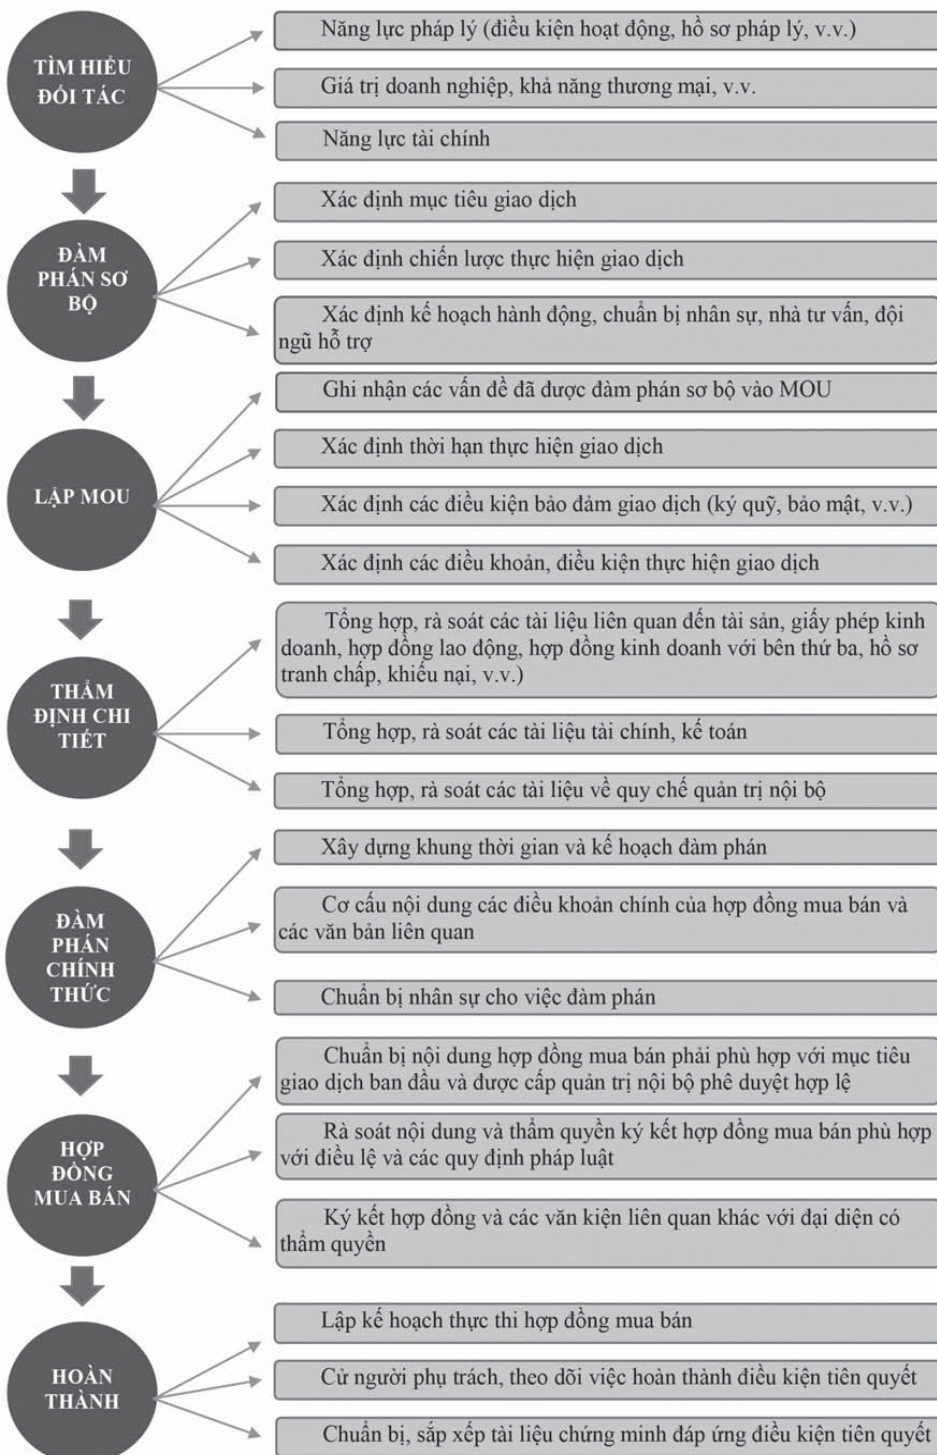 TÌM HIỂU
ĐỐI TÁC
Năng lực pháp lý (điều kiện hoạt động, hồ sơ pháp lý, v.v.)
Giá trị doanh nghiệp, khả năng thương mại, v.v.
Năng lực tài chính
ĐÀM
PHÁN SƠ
BỘ
Xác định mục tiêu giao dịch
Xác định chiến lược thực hiện giao dịch
Xác định kế hoạch hành động, chuẩn bị nhân sự, nhà tư vấn, đội
ngũ hỗ trợ
LẬP MOU
Ghi nhận các vấn đề đã được đàm phán sơ bộ vào MOU
Xác định thời hạn thực hiện giao dịch
Xác định các điều kiện bảo đảm giao dịch (ký quỹ, bảo mật, v.v.)
Xác định các điều khoản, điều kiện thực hiện giao dịch
THẨM
ĐỊNH CHI
TIẾT
Tổng hợp, rà soát các tài liệu liên quan đến tài sản, giấy phép kinh
doanh, hợp đồng lao động, hợp đồng kinh doanh với bên thứ ba, hồ sơ
tranh chấp, khiếu nại, v.v.)
Tổng hợp, rà soát các tài liệu tài chính, kế toán
Tổng hợp, rà soát các tài liệu về quy chế quản trị nội bộ
ĐÀM
PHÁN
CHÍNH
THỨC
Xây dựng khung thời gian và kế hoạch đàm phán
Cơ cấu nội dung các điều khoản chính của hợp đồng mua bán và
các văn bản liên quan
Chuẩn bị nhân sự cho việc đàm phán
HỢP
ĐỒNG
MUA BÁN
Chuẩn bị nội dung hợp đồng mua bán phải phù hợp với mục tiêu
giao dịch ban đầu và được cấp quản trị nội bộ phê duyệt hợp lệ
Rà soát nội dung và thẩm quyền ký kết hợp đồng mua bán phù hợp
với điều lệ và các quy định pháp luật
Ký kết hợp đồng và các văn kiện liên quan khác với đại diện có
thẩm quyền
HOÀN
THÀNH
Lập kế hoạch thực thi hợp đồng mua bán
Cử người phụ trách, theo dõi việc hoàn thành điều kiện tiên quyết
Chuẩn bị, sắp xếp tài liệu chứng minh đáp ứng điều kiện tiên quyết